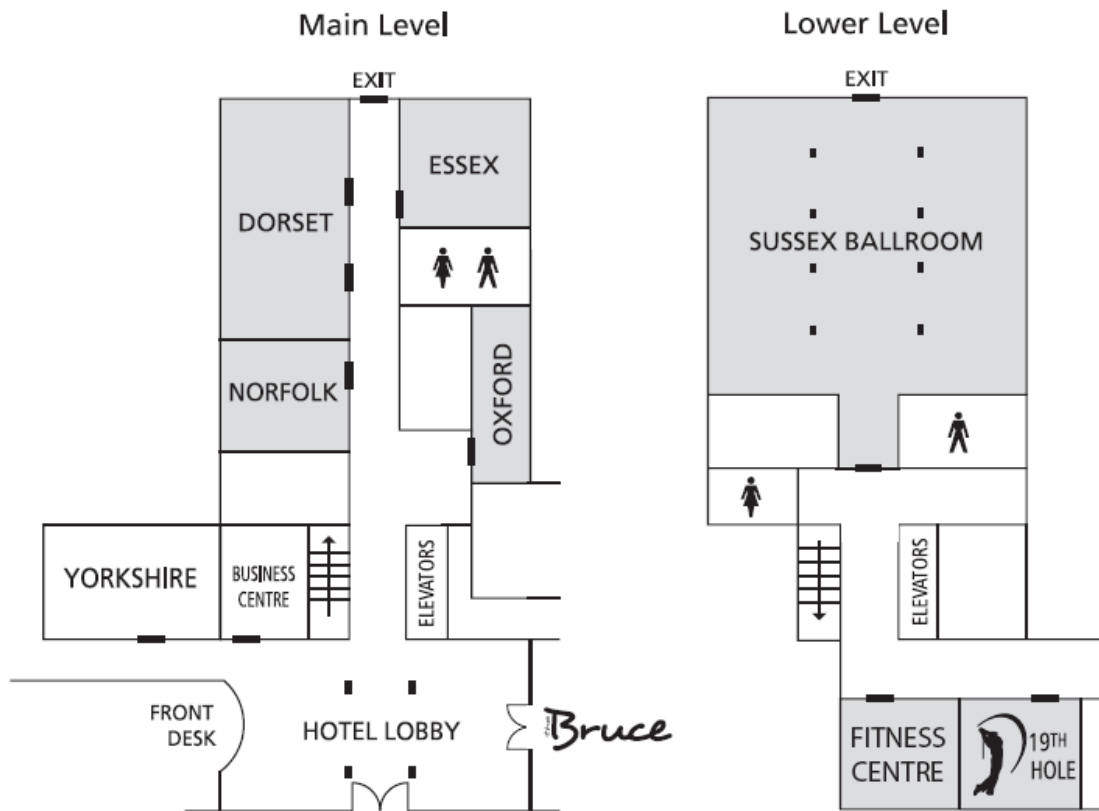 Main Level
EXIT
ESSEX
DORSET
NORFOLK
OXFORD
YORKSHIRE
BUSINESS
CENTRE
ELEVATORS
FRONT
DESK
HOTEL LOBBY
the
Bruce
Lower Level
EXIT
SUSSEX BALLROOM
ELEVATORS
FITNESS
CENTRE
19TH
HOLE